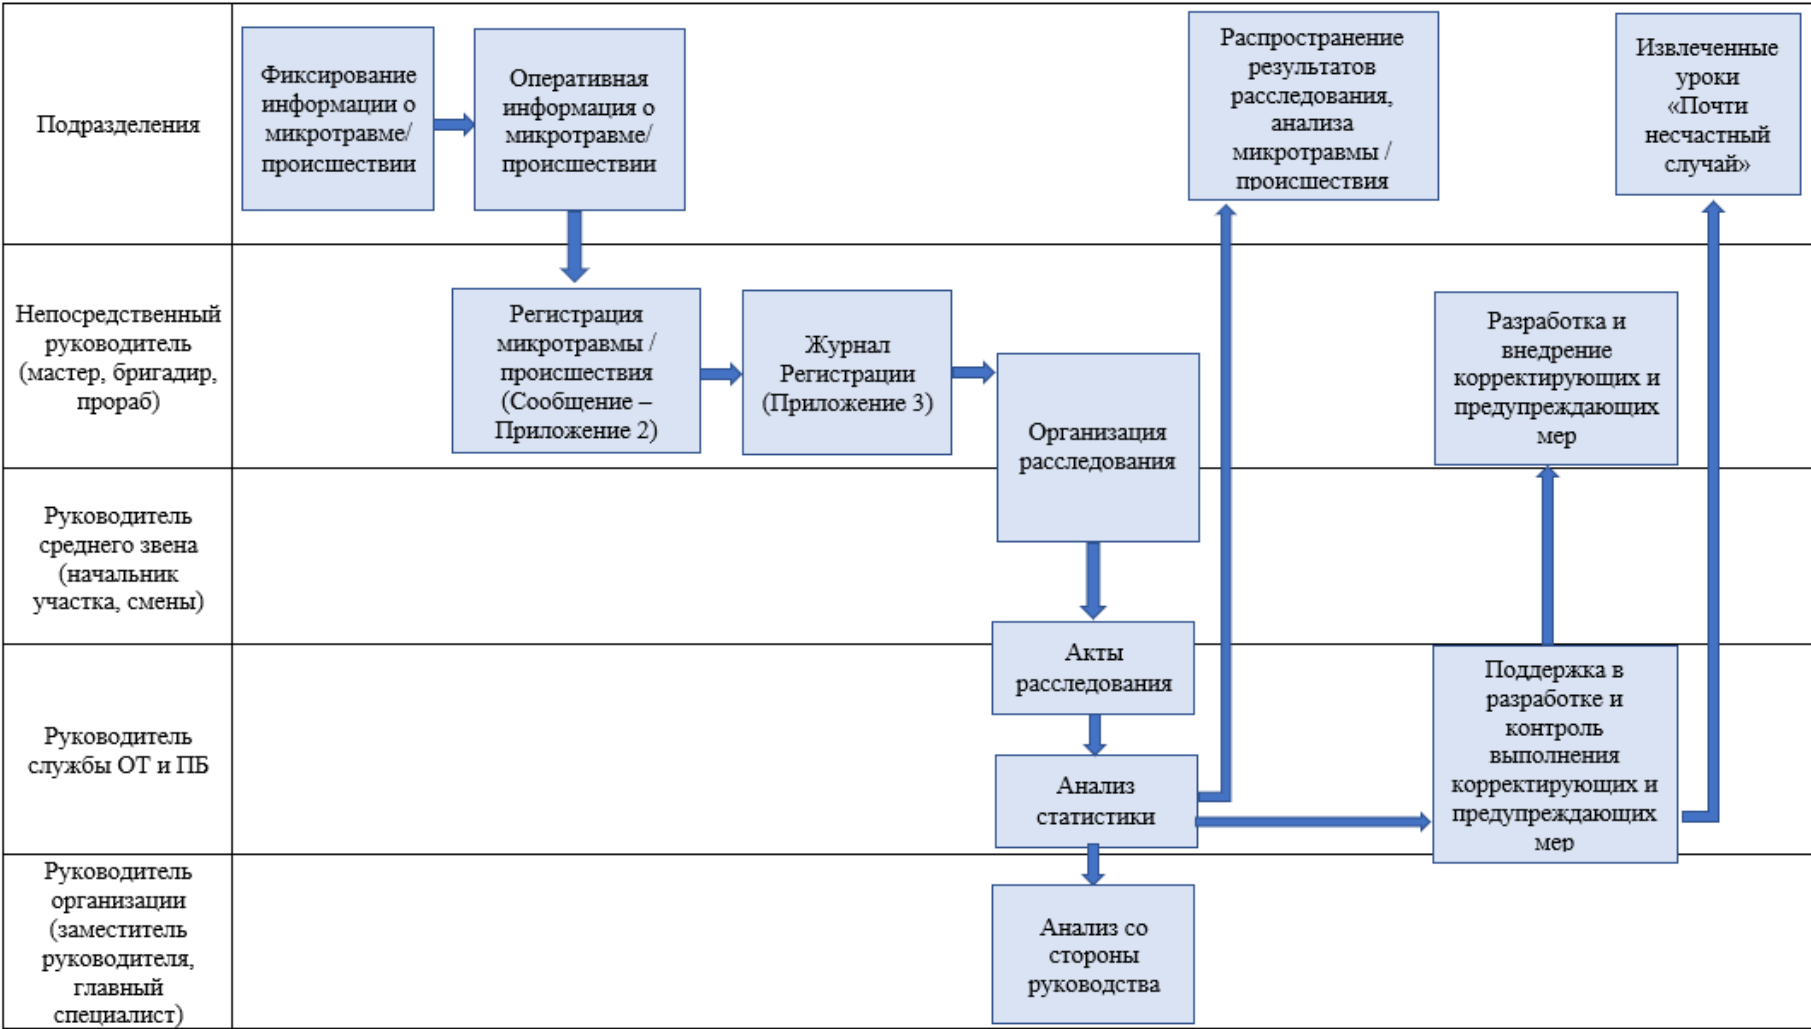 Подразделения
Фиксирование
информации о
микротравме/
происшествии
Оперативная
информация о
микротравме/
происшествии
Распространение
результатов
расследования,
анализа
микротравмы /
происшествия
Извлеченные
уроки
«Почти
несчастный
случай»
Непосредственный
руководитель
(мастер, бригадир,
прораб)
Регистрация
микротравмы /
происшествия
(Сообщение –
Приложение 2)
Журнал
Регистрации
(Приложение 3)
Организация
расследования
Разработка и
внедрение
корректирующих и
предупреждающих
мер
Руководитель
среднего звена
(начальник
участка, смены)
Акты
расследования
Руководитель
службы ОТ и ПБ
Анализ
статистики
Поддержка в
разработке и
контроль
выполнения
корректирующих и
предупреждающих
мер
Руководитель
организации
(заместитель
руководителя,
главный
специалист)
Анализ со
стороны
руководства